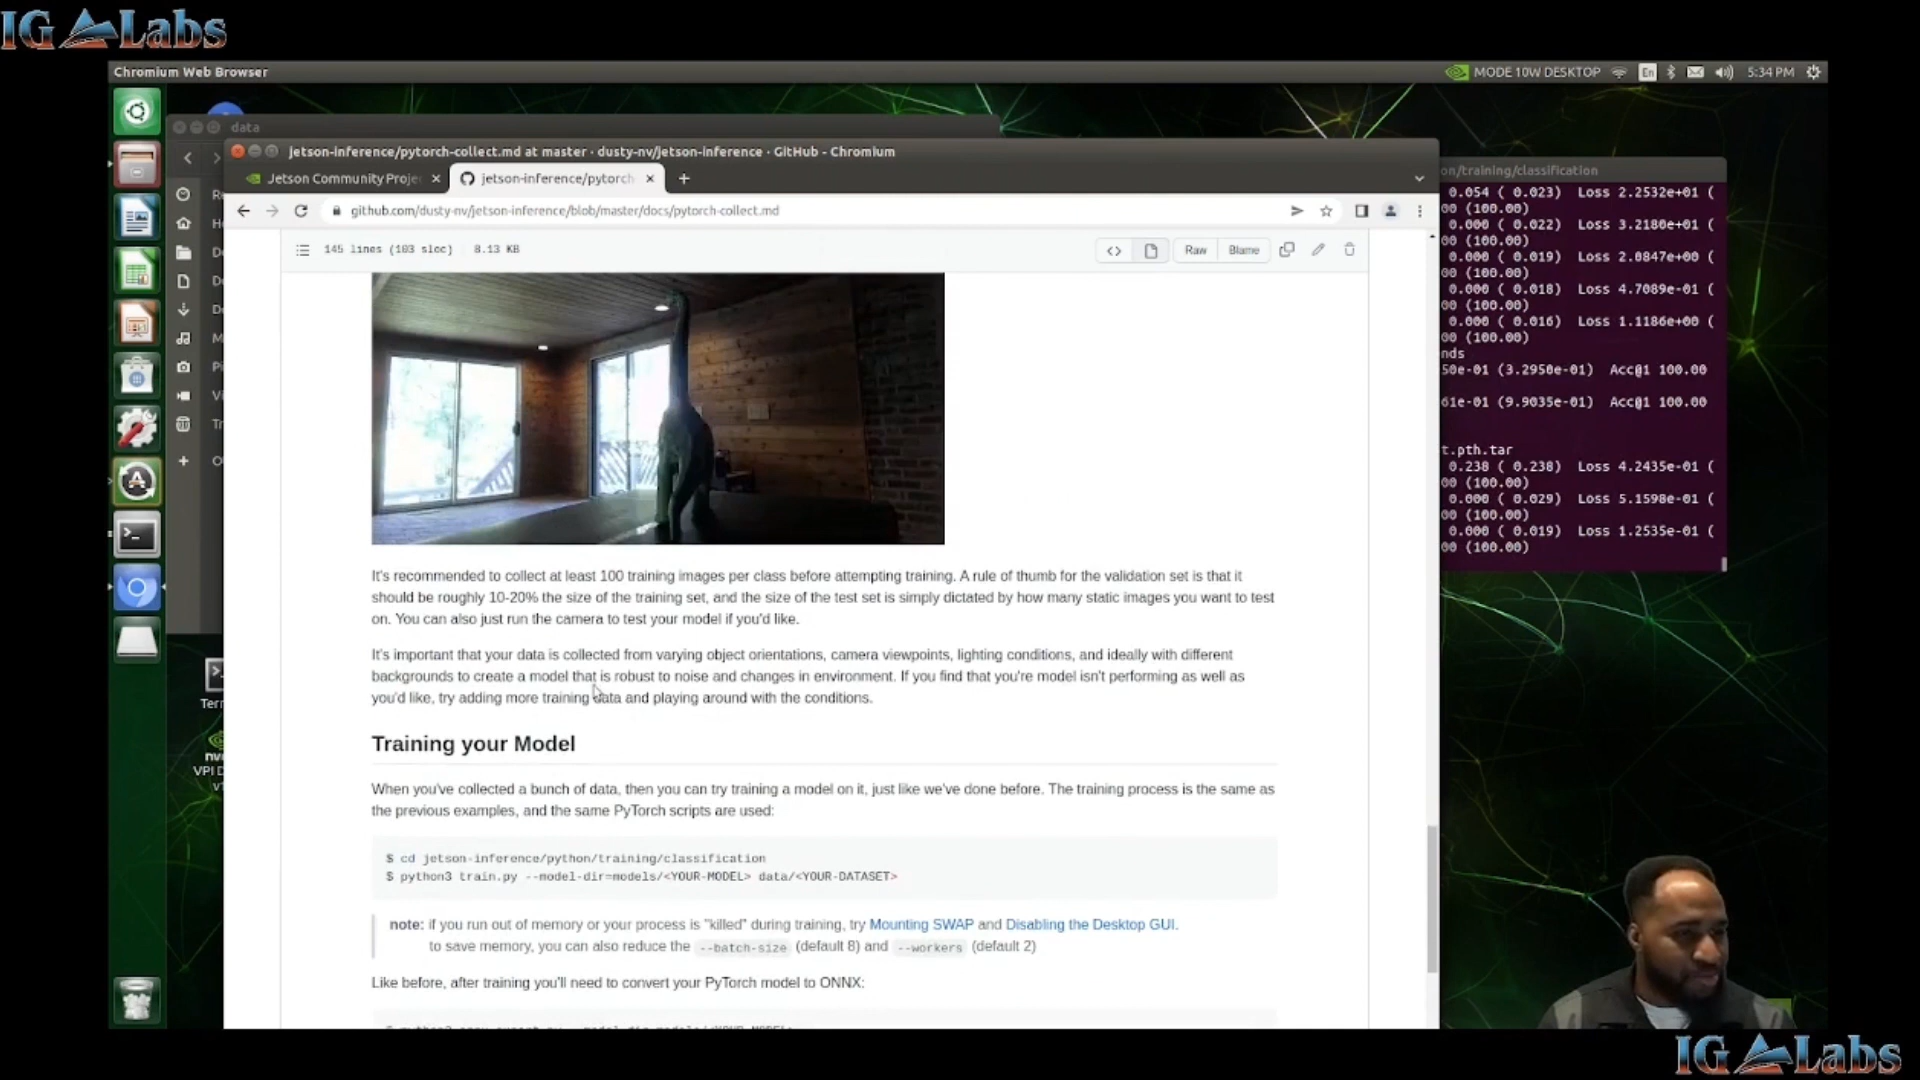 IG Labs
Chromium Web Browser
MODE 10W DESKTOP
En
5:34 PM
data
jetson-inference/pytorch-collect.md at master · dusty-nv/jetson-inference · GitHub - Chromium
Jetson Community Proje
jetson-inference/pytorch
github.com/dusty-nv/jetson-inference/blob/master/docs/pytorch-collect.md
145 lines (103 sloc) 8.13 KB
Raw
Blame
It's recommended to collect at least 100 training images per class before attempting training. A rule of thumb for the validation set is that it
should be roughly 10-20% the size of the training set, and the size of the test set is simply dictated by how many static images you want to test
on. You can also just run the camera to test your model if you'd like.
It's important that your data is collected from varying object orientations, camera viewpoints, lighting conditions, and ideally with different
backgrounds to create a model that is robust to noise and changes in environment. If you find that you're model isn't performing as well as
you'd like, try adding more training data and playing around with the conditions.
Training your Model
When you've collected a bunch of data, then you can try training a model on it, just like we've done before. The training process is the same as
the previous examples, and the same PyTorch scripts are used:
$ cd jetson-inference/python/training/classification
$ python3 train.py --model-dir=models/<YOUR-MODEL> data/<YOUR-DATASET>
note: if you run out of memory or your process is "killed" during training, try Mounting SWAP and Disabling the Desktop GUI.
to save memory, you can also reduce the --batch-size (default 8) and --workers (default 2)
Like before, after training you'll need to convert your PyTorch model to ONNX:
on/training/classification
0.054 ( 0.023) Loss 2.2532e+01 (
00 (100.00)
0.000 ( 0.022) Loss 3.2180e+01 (
00 (100.00)
0.000 ( 0.019) Loss 2.0847e+00 (
00 (100.00)
0.000 ( 0.018) Loss 4.7089e-01 (
00 (100.00)
0.000 ( 0.016) Loss 1.1186e+00 (
00 (100.00)
nds
50e-01 (3.2950e-01) Acc@1 100.00
61e-01 (9.9035e-01) Acc@1 100.00
t.pth.tar
0.238 ( 0.238) Loss 4.2435e-01 (
00 (100.00)
0.000 ( 0.029) Loss 5.1598e-01 (
00 (100.00)
0.000 ( 0.019) Loss 1.2535e-01 (
00 (100.00)
Term
VPI D
IG Labs